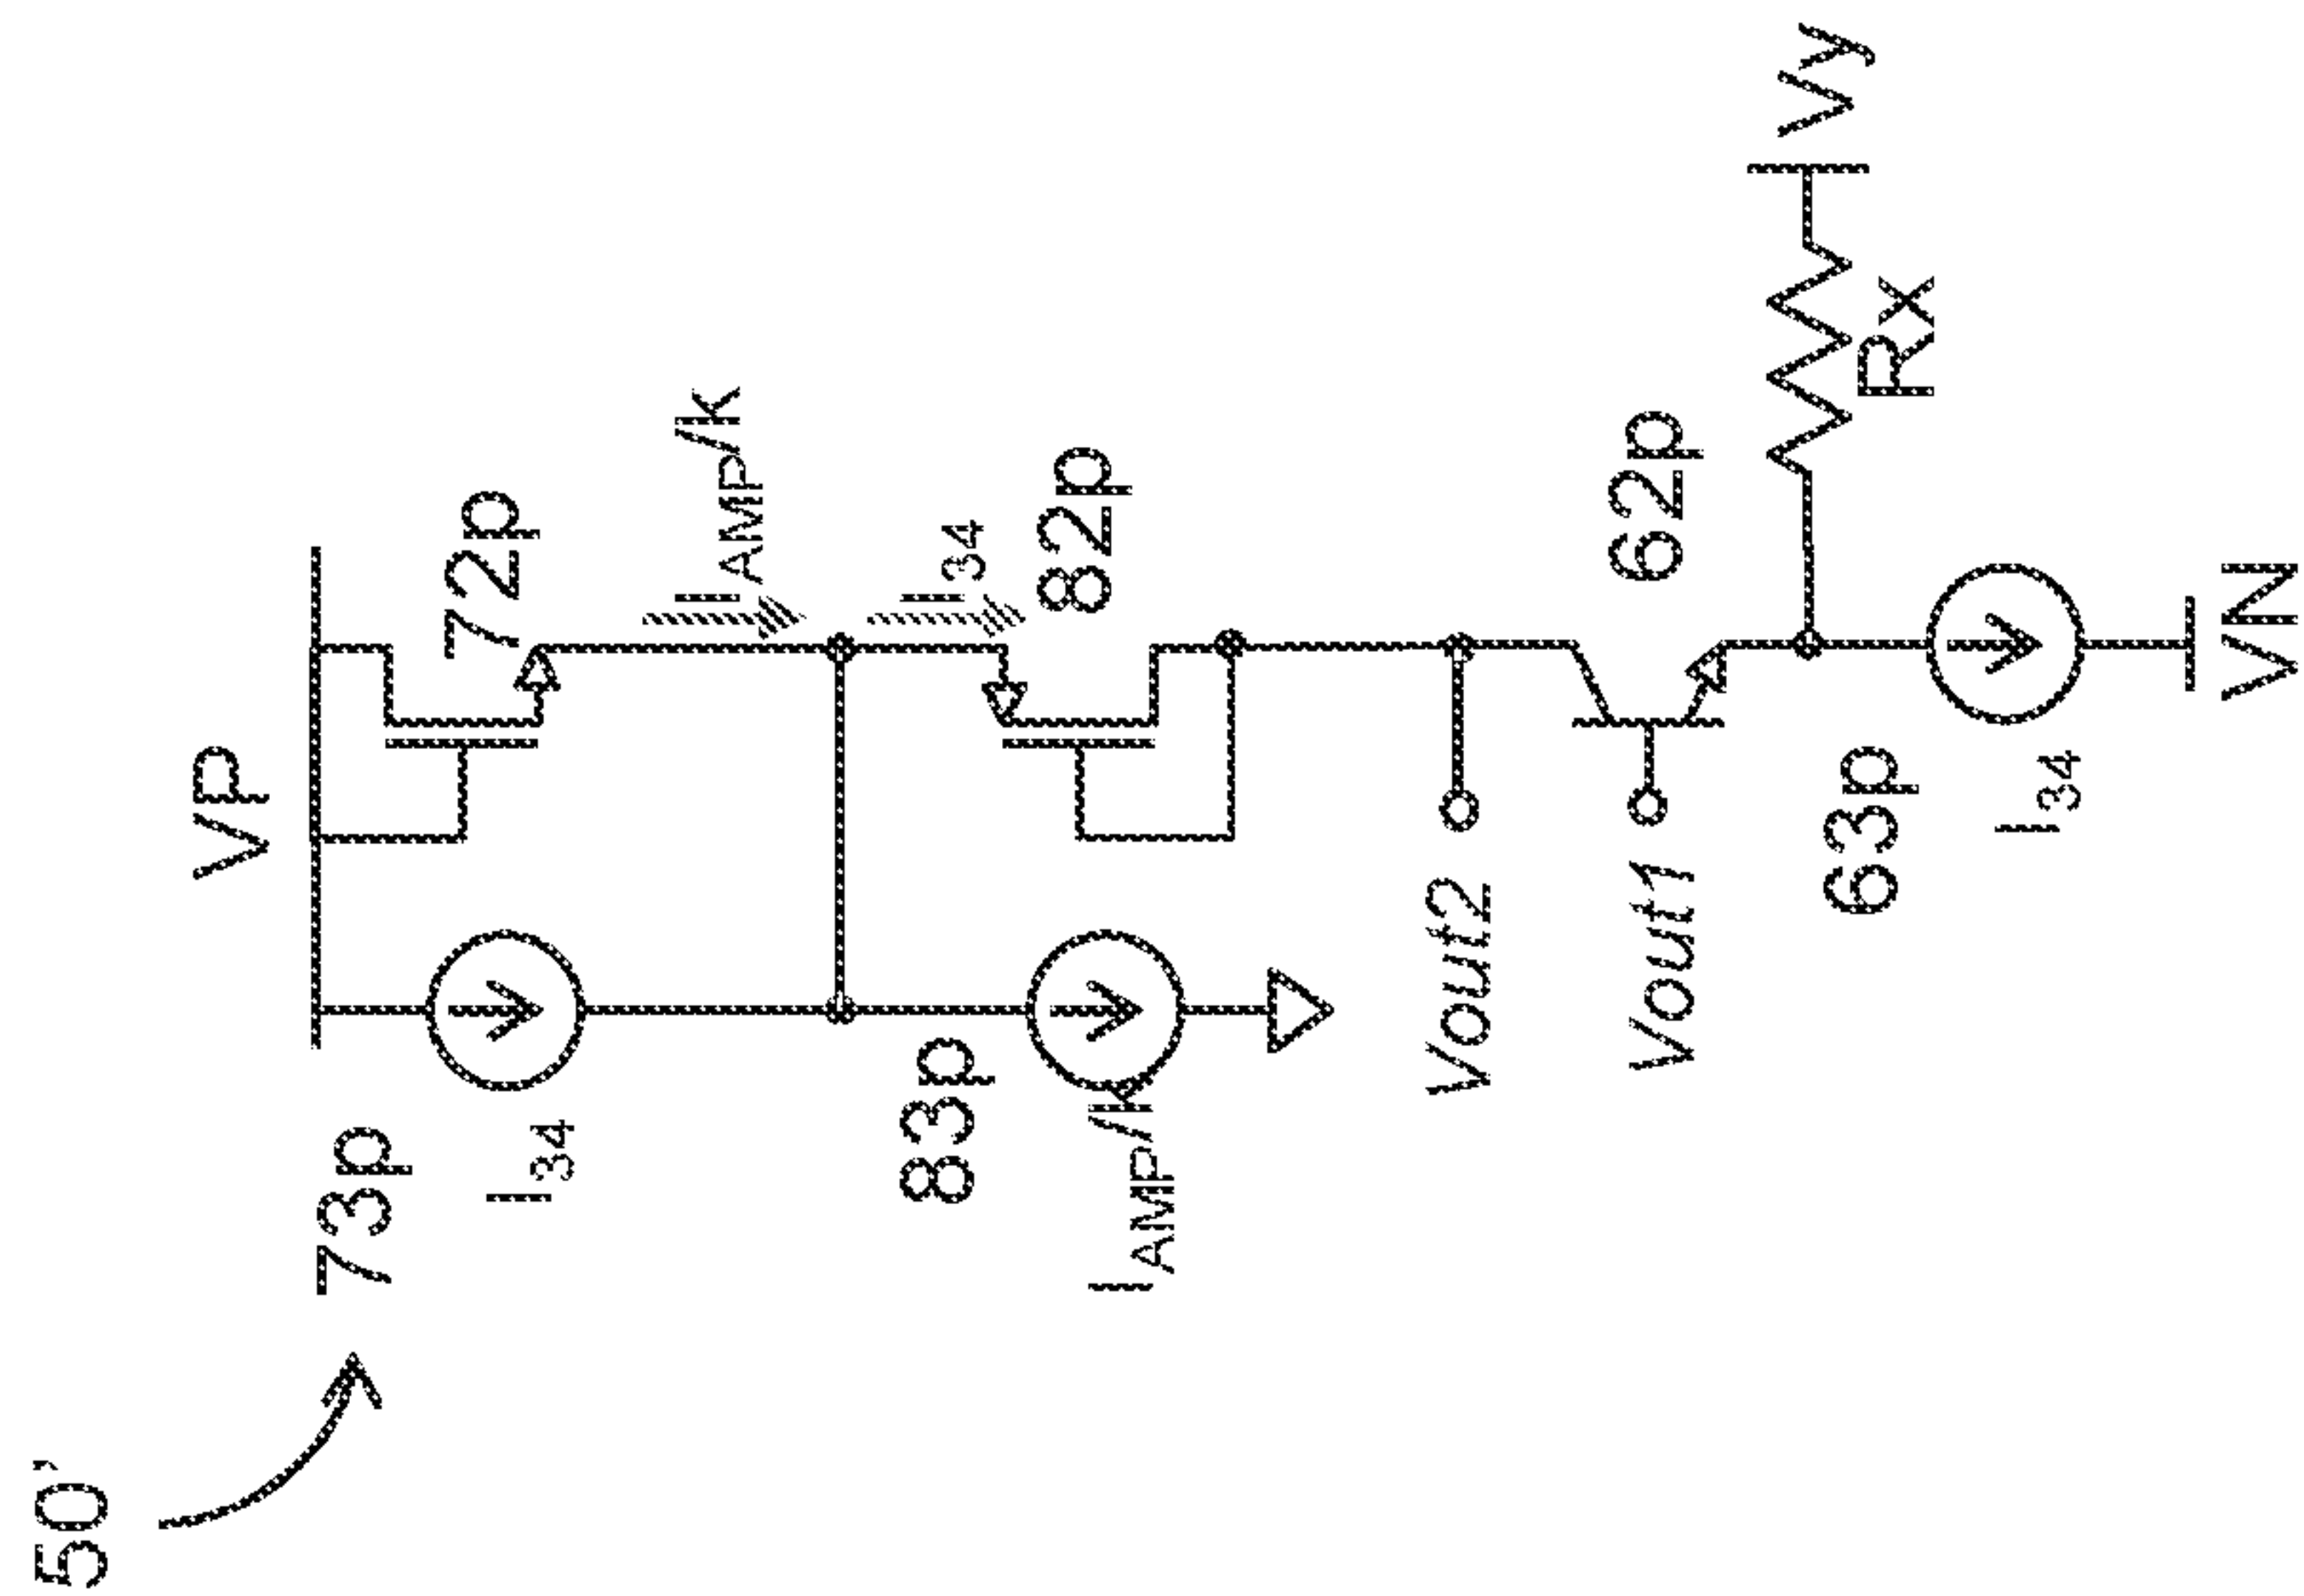 50'
VP
73p
I34
72p
IAMP/k
I34
82p
83p
IAMP/k
Vout2
Vout1
62p
Rx
Vy
63p
I34
VN